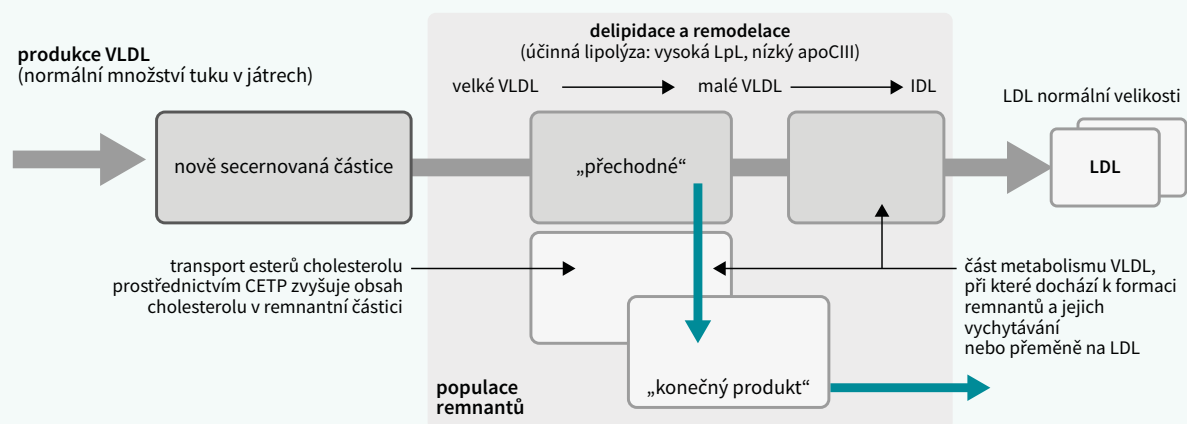 produkce VLDL
(normální množství tuku v játrech)
delipidace a remodelace
(účinná lipolýza: vysoká LpL, nízký apoCIII)
velké VLDL
malé VLDL
IDL
LDL normální velikosti
nově secernovaná částice
„přechodné“
LDL
transport esterů cholesterolu
prostřednictvím CETP zvyšuje obsah
cholesterolu v remnantní částici
část metabolismu VLDL,
při které dochází k formaci
remnantů a jejich
vychytávání
nebo přeměně na LDL
populace
remnantů
„konečný produkt“